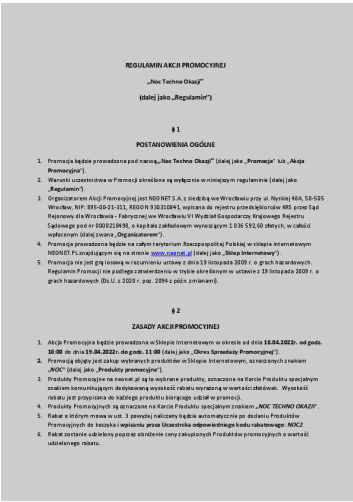 REGULAMIN AKCJI PROMOCYJNEJ
„Noc Techno Okazji”
(dalej jako „Regulamin”)
§ 1
POSTANOWIENIA OGÓLNE
1. Promocja będzie prowadzona pod nazwą „Noc Techno Okazji” (dalej jako „Promocja” lub „Akcja
Promocyjna”).
2. Warunki uczestnictwa w Promocji określone są wyłącznie w niniejszym regulaminie (dalej jako
„Regulamin”).
3. Organizatorem Akcji Promocyjnej jest NEONET S.A. z siedzibą we Wrocławiu przy ul. Nyskiej 48A, 50-505
Wrocław, NIP: 895-00-21-311, REGON 930310841, wpisana do rejestru przedsiębiorców KRS przez Sąd
Rejonowy dla Wrocławia - Fabrycznej we Wrocławiu VI Wydział Gospodarczy Krajowego Rejestru
Sądowego pod nr 0000218498, o kapitale zakładowym wynoszącym 1 036 592,60 złotych, w całości
wpłaconym (dalej zwana „Organizatorem”).
4. Promocja prowadzona będzie na całym terytorium Rzeczypospolitej Polskiej w sklepie internetowym
NEONET.PL znajdującym się na stronie www.neonet.pl (dalej jako „Sklep Internetowy”).
5. Promocja nie jest grą losową w rozumieniu ustawy z dnia 19 listopada 2009 r. o grach hazardowych.
Regulamin Promocji nie podlega zatwierdzeniu w trybie określonym w ustawie z 19 listopada 2009 r. o
grach hazardowych (Dz.U. z 2020 r. poz. 2094 z późn. zmianami).
§ 2
ZASADY AKCJI PROMOCYJNEJ
1. Akcja Promocyjna będzie prowadzona w Sklepie Internetowym w okresie od dnia 18.04.2022r. od godz.
18:00 do dnia 19.04.2022r. do godz. 11:00 (dalej jako „Okres Sprzedaży Promocyjnej”).
2. Promocją objęty jest zakup wybranych produktów w Sklepie Internetowym, oznaczonych znakiem
„NOC” (dalej jako „Produkty promocyjne”).
3. Produkty Promocyjne na neonet.pl są to wybrane produkty, oznaczone na Karcie Produktu specjalnym
znakiem komunikującym dedykowaną wysokość rabatu wyrażoną w wartości złotówek. Wysokość
rabatu jest przypisana do każdego produktu biorącego udział w promocji.
4. Produkty Promocyjnych są oznaczone na Karcie Produktu specjalnym znakiem „NOC TECHNO OKAZJI”.
5. Rabat o którym mowa w ust. 3 powyżej naliczany będzie automatycznie po dodaniu Produktów
Promocyjnych do koszyka i wpisaniu przez Uczestnika odpowiedniego kodu rabatowego: NOC2.
6. Rabat zostanie udzielony poprzez obniżenie ceny zakupionych Produktów promocyjnych o wartość
udzielonego rabatu.